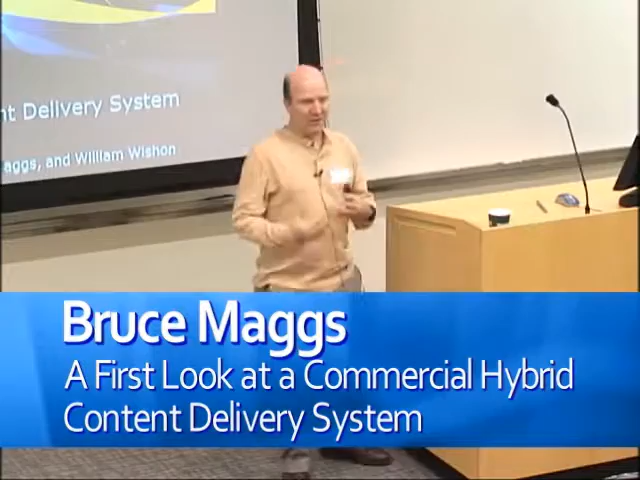 nt Delivery System
aggs, and William Wishon
Bruce Maggs
A First Look at a Commercial Hybrid
Content Delivery System